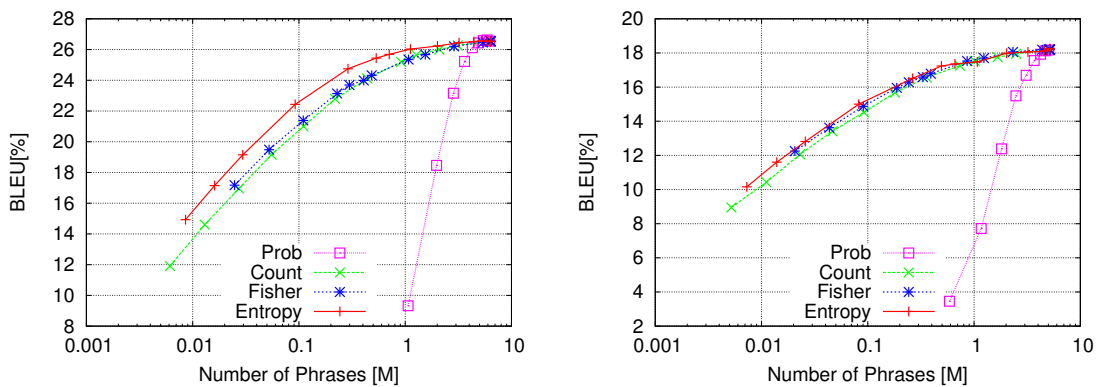 28
26
24
22
20
18
16
14
12
10
8
BLEU[%]
Prob
Count
Fisher
Entropy
0.001 0.01 0.1 1 10
Number of Phrases [M]
20
18
16
14
12
10
8
6
4
2
BLEU[%]
Prob
Count
Fisher
Entropy
0.001 0.01 0.1 1 10
Number of Phrases [M]